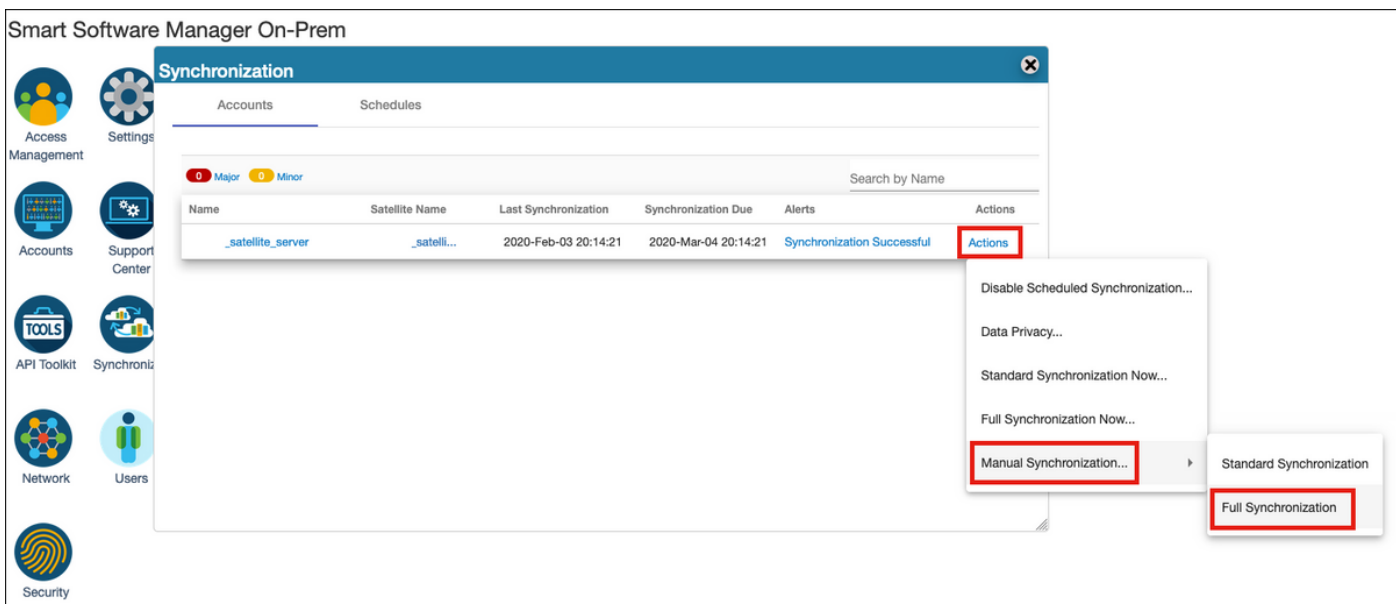 Smart Software Manager On-Prem
Synchronization
Accounts Schedules
Access
Management
Settings
0 Major 0 Minor
Search by Name
Name Satellite Name Last Synchronization Synchronization Due Alerts Actions
_satellite_server _satelli... 2020-Feb-03 20:14:21 2020-Mar-04 20:14:21 Synchronization Successful Actions
Accounts
Support
Center
Disable Scheduled Synchronization...
Data Privacy...
TOOLS
API Toolkit Synchroniz
Standard Synchronization Now...
Full Synchronization Now...
Manual Synchronization... Standard Synchronization
Network Users
Full Synchronization
Security